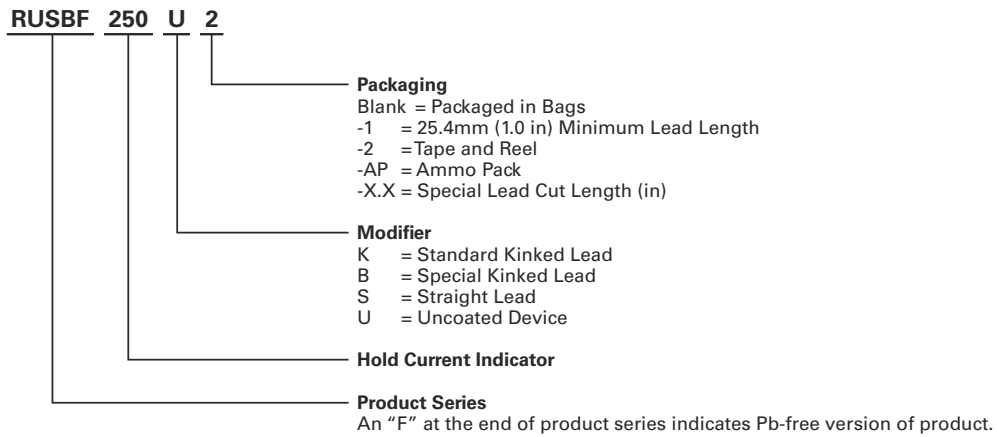 RUSBF 250 U 2
Packaging
Blank = Packaged in Bags
-1 = 25.4mm (1.0 in) Minimum Lead Length
-2 =Tape and Reel
-AP = Ammo Pack
-X.X = Special Lead Cut Length (in)
Modifier
K = Standard Kinked Lead
B = Special Kinked Lead
S = Straight Lead
U = Uncoated Device
Hold Current Indicator
Product Series
An “F” at the end of product series indicates Pb-free version of product.